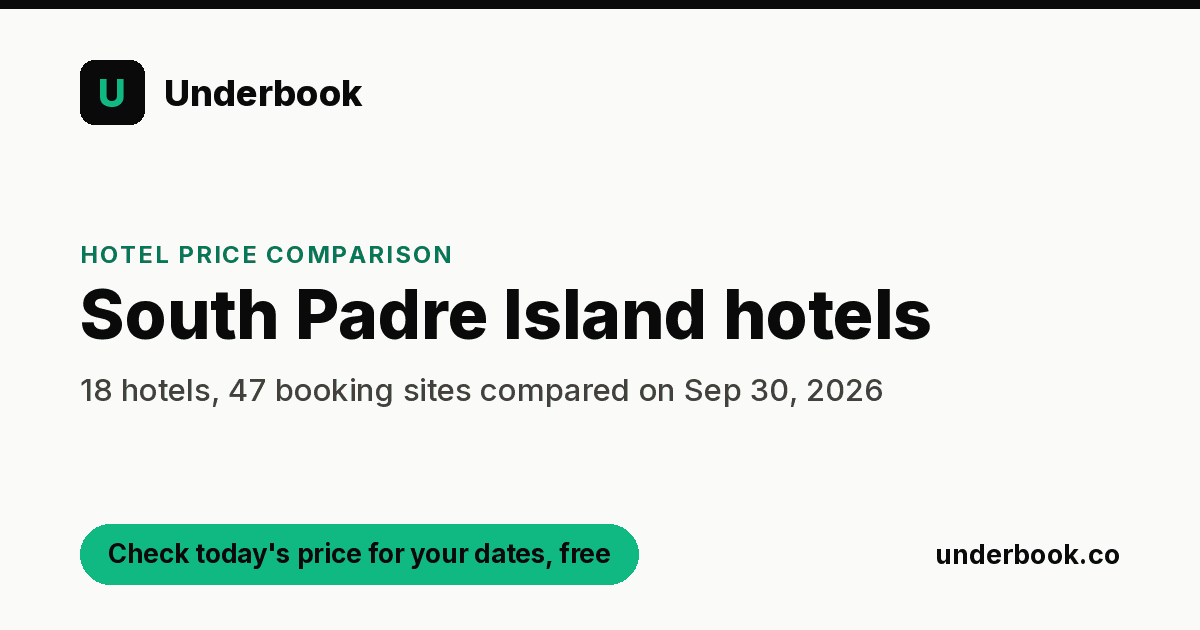 U Underbook
HOTEL PRICE COMPARISON
South Padre Island hotels
18 hotels, 47 booking sites compared on Sep 30, 2026
Check today's price for your dates, free
underbook.co